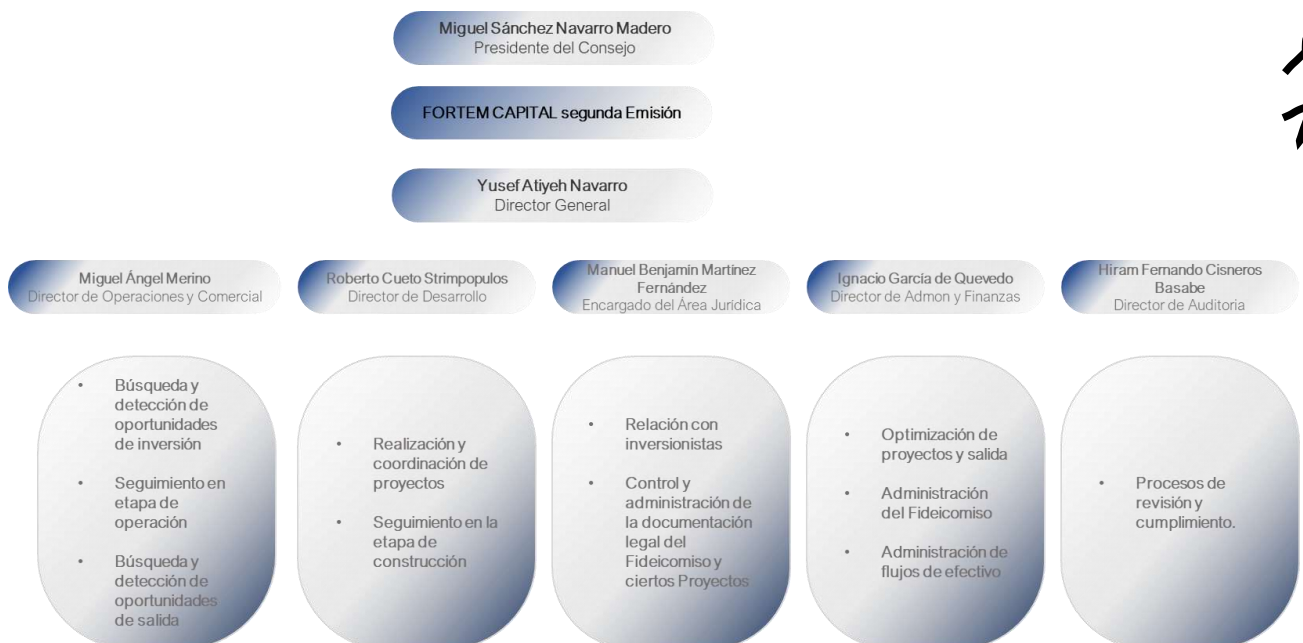 Miguel Sánchez Navarro Madero
Presidente del Consejo
FORTEM CAPITAL segunda Emisión
Yusef Atiyeh Navarro
Director General
Miguel Ángel Merino
Director de Operaciones y Comercial
Roberto Cueto Strimpopulos
Director de Desarrollo
Manuel Benjamín Martínez
Fernández
Encargado del Área Jurídica
Ignacio García de Quevedo
Director de Admon y Finanzas
Hiram Fernando Cisneros
Basabe
Director de Auditoria
• Búsqueda y
detección de
oportunidades
de inversión
• Seguimiento en
etapa de
operación
• Búsqueda y
detección de
oportunidades
de salida
• Realización y
coordinación de
proyectos
• Seguimiento en la
etapa de
construcción
• Relación con
inversionistas
• Control y
administración de
la documentación
legal del
Fideicomiso y
ciertos Proyectos
• Optimización de
proyectos y salida
• Administración
del Fideicomiso
• Administración de
flujos de efectivo
• Procesos de
revisión y
cumplimiento.